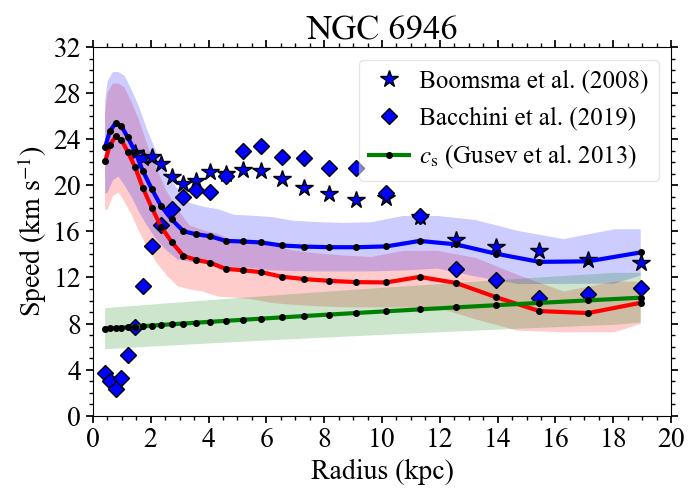 NGC 6946
32
28
24
20
16
12
8
4
0
Speed (km s⁻¹)
Boomsma et al. (2008)
Bacchini et al. (2019)
cₛ (Gusev et al. 2013)
0 2 4 6 8 10 12 14 16 18 20
Radius (kpc)